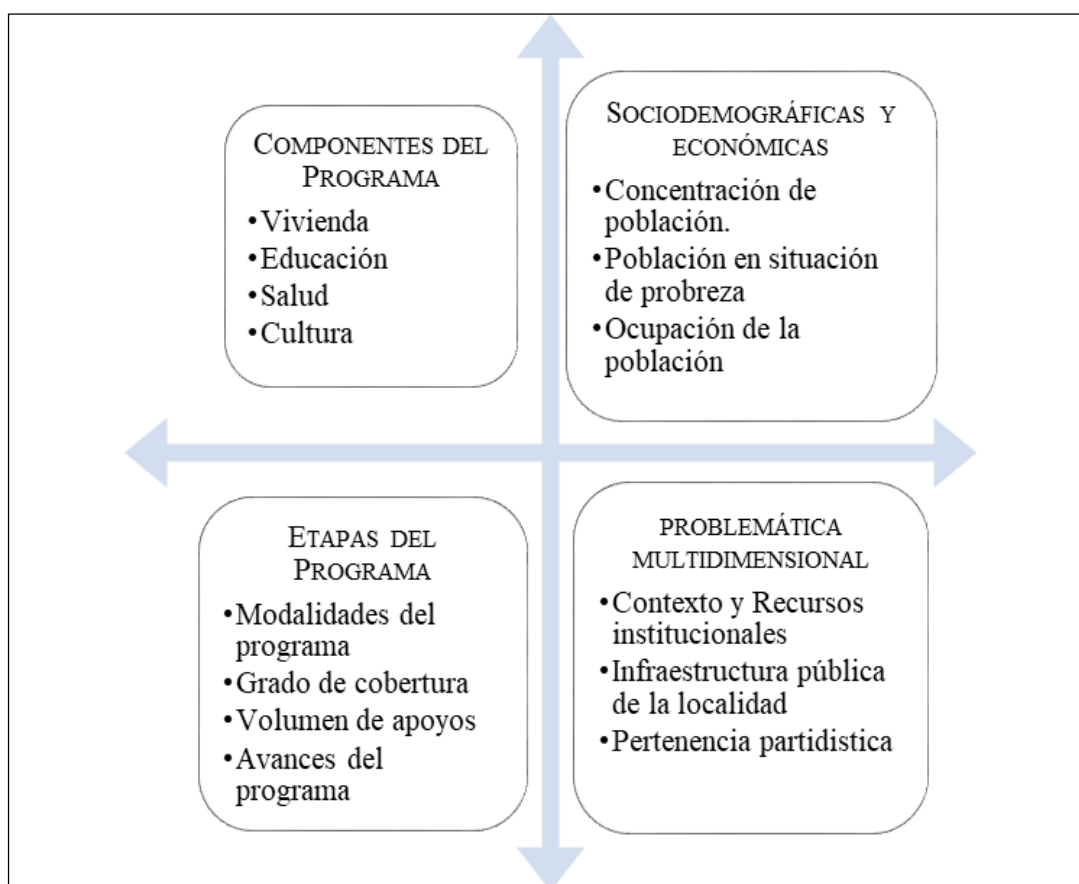 COMPONENTES DEL
PROGRAMA
•Vivienda
•Educación
•Salud
•Cultura
SOCIODEMOGRÁFICAS Y
ECONÓMICAS
•Concentración de
población.
•Población en situación
de probreza
•Ocupación de la
población
ETAPAS DEL
PROGRAMA
•Modalidades del
programa
•Grado de cobertura
•Volumen de apoyos
•Avances del
programa
PROBLEMÁTICA
MULTIDIMENSIONAL
•Contexto y Recursos
institucionales
•Infraestructura pública
de la localidad
•Pertenencia partidistica